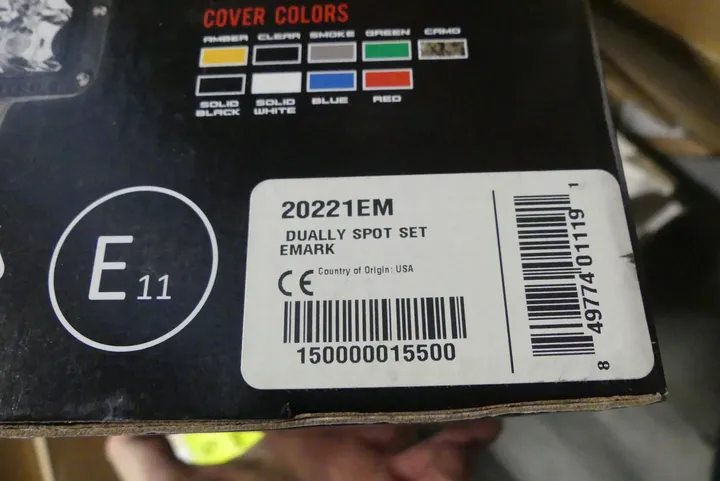 COVER COLORS
AMBER CLEAR SMOKE GREEN CAMO
SOLID BLACK SOLID WHITE BLUE RED
E11
20221EM
DUALLY SPOT SET
EMARK
CE Country of Origin: USA
150000015500
8 49774 01119 1